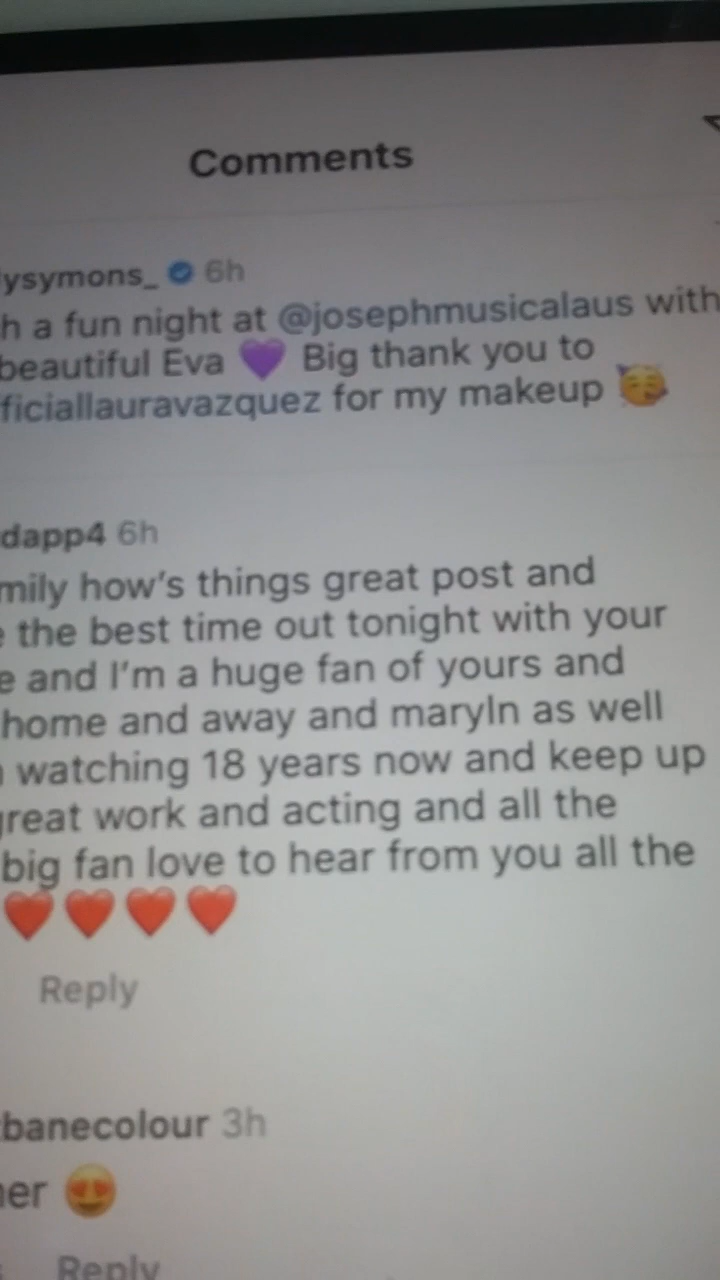 Comments
ysymons_ 6h
h a fun night at @josephmusicalaus with
beautiful Eva 💜 Big thank you to
ficiallauravazquez for my makeup 🥳
dapp4 6h
mily how's things great post and
e the best time out tonight with your
e and I'm a huge fan of yours and
home and away and maryln as well
watching 18 years now and keep up
great work and acting and all the
big fan love to hear from you all the
❤️❤️❤️❤️
Reply
banecolour 3h
her 😍
Reply